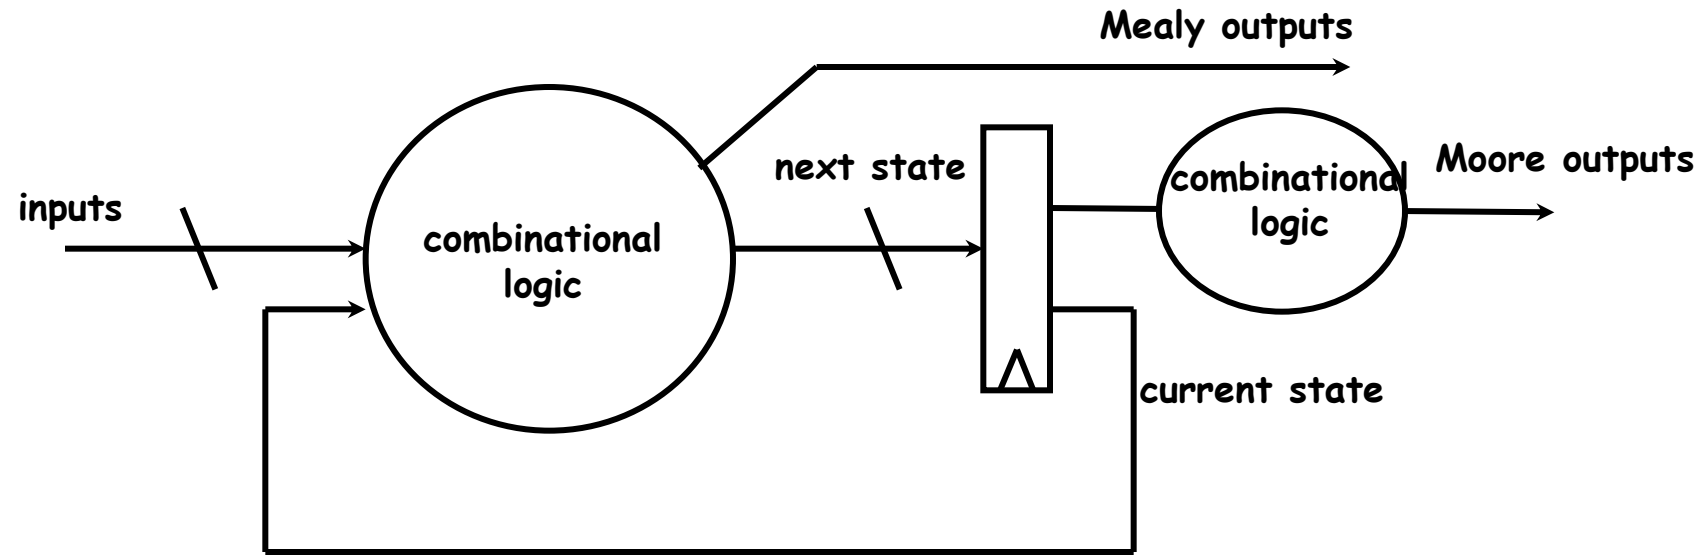 Mealy outputs
next state
Moore outputs
inputs
combinational
logic
combinational
logic
current state